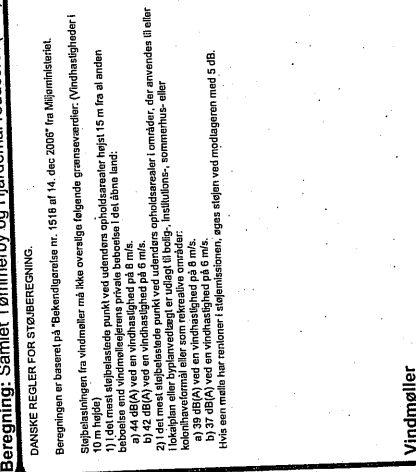 Beregning: Samlet Tømmerby og
DANSKE REGLER FOR STØJBEREGNING.
Beregningen er baseret på "Bekendtgørelse nr. 1518 af 14. dec 2006" fra Miljøministeriet.
Støjbelastningen fra vindmøller må ikke overstige følgende grænseværdier: (Vindhastigheder i
10 m højde)
1) I det mest støjbelastede punkt ved udendørs opholdsarealer højst 15 m fra al anden
beboelse end vindmølleejerens private beboelse i det åbne land:
a) 44 dB(A) ved en vindhastighed på 8 m/s.
b) 42 dB(A) ved en vindhastighed på 6 m/s.
2) I det mest støjbelastede punkt ved udendørs opholdsarealer i områder, der anvendes til eller
i lokalplan eller byplanvedtægt er udlagt til bolig-, institutions-, sommerhus- eller
kolonihaveformål eller som rekreative områder:
a) 39 dB(A) ved en vindhastighed på 8 m/s.
b) 37 dB(A) ved en vindhastighed på 6 m/s.
Hvis een mølle har rentoner i støjemissionen, øges støjen ved modtageren med 5 dB.
Vindmøller